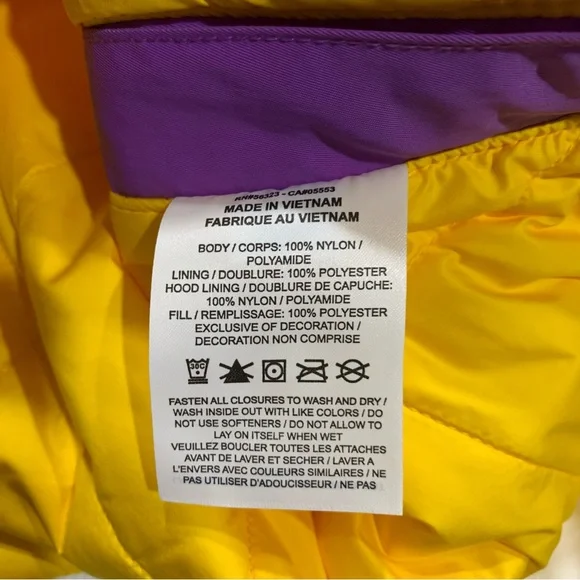 RN#56323 - CA#05553
MADE IN VIETNAM
FABRIQUE AU VIETNAM
BODY / CORPS: 100% NYLON /
POLYAMIDE
LINING / DOUBLURE: 100% POLYESTER
HOOD LINING / DOUBLURE DE CAPUCHE:
100% NYLON / POLYAMIDE
FILL / REMPLISSAGE: 100% POLYESTER
EXCLUSIVE OF DECORATION /
DECORATION NON COMPRISE
30C
FASTEN ALL CLOSURES TO WASH AND DRY /
WASH INSIDE OUT WITH LIKE COLORS / DO
NOT USE SOFTENERS / DO NOT ALLOW TO
LAY ON ITSELF WHEN WET
VEUILLEZ BOUCLER TOUTES LES ATTACHES
AVANT DE LAVER ET SECHER / LAVER A
L'ENVERS AVEC COULEURS SIMILAIRES / NE
PAS UTILISER D'ADOUCISSEUR / NE PAS